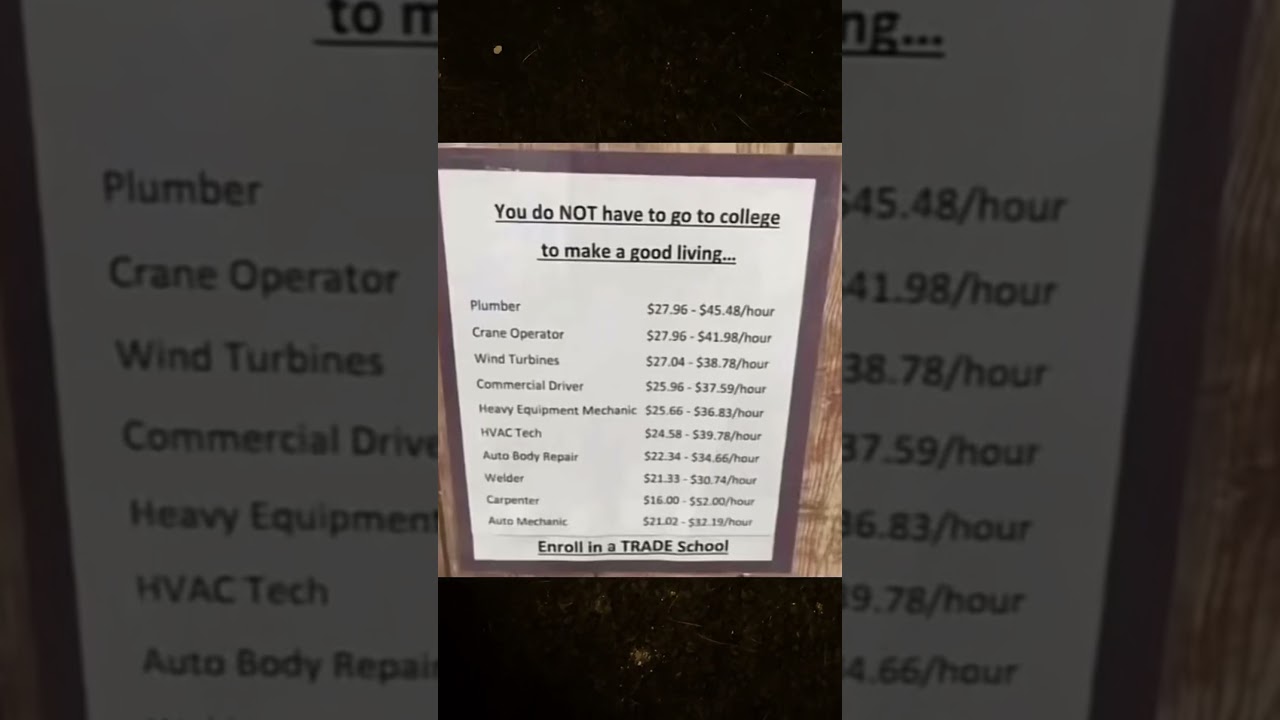 You do NOT have to go to college
to make a good living...
Plumber $27.96 - $45.48/hour
Crane Operator $27.96 - $41.98/hour
Wind Turbines $27.04 - $38.78/hour
Commercial Driver $25.96 - $37.59/hour
Heavy Equipment Mechanic $25.66 - $36.83/hour
HVAC Tech $24.58 - $39.78/hour
Auto Body Repair $22.34 - $34.66/hour
Welder $21.33 - $30.74/hour
Carpenter $16.00 - $52.00/hour
Auto Mechanic $21.02 - $32.19/hour
Enroll in a TRADE School